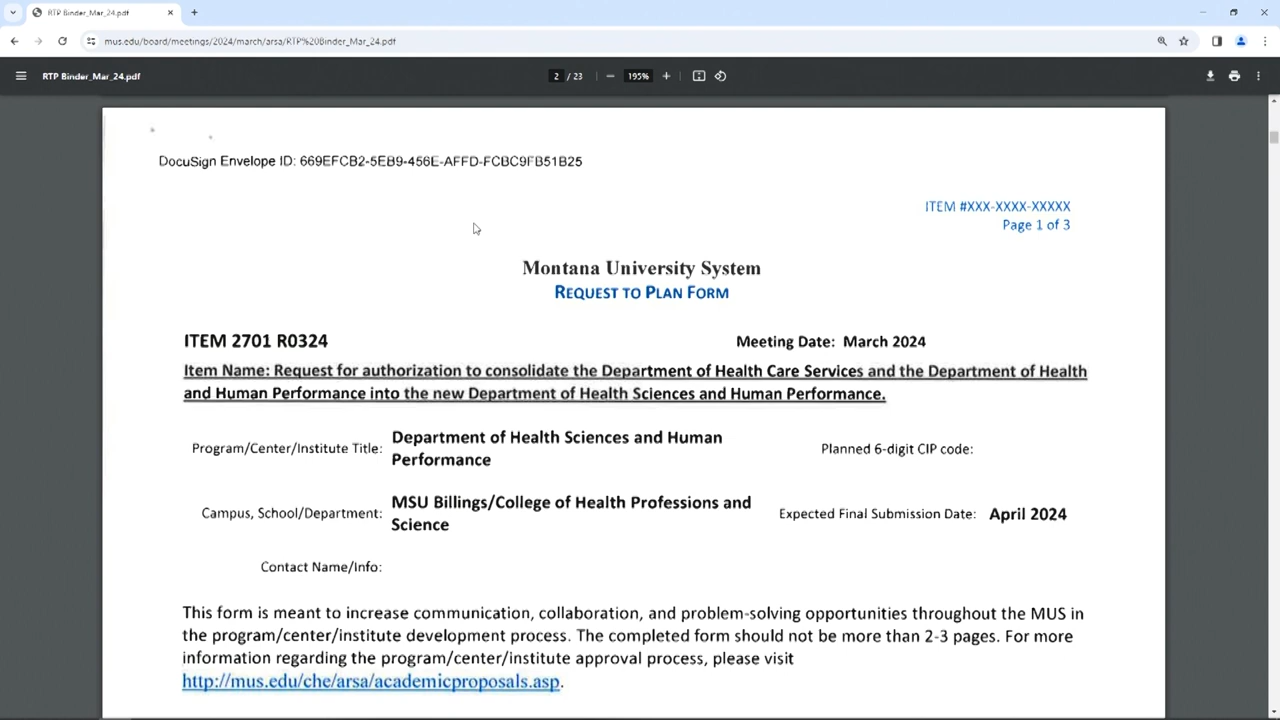 RTP Binder_Mar_24.pdf
mus.edu/board/meetings/2024/march/arsa/RTP%20Binder_Mar_24.pdf
RTP Binder_Mar_24.pdf
2 / 23
195%
DocuSign Envelope ID: 669EFCB2-5EB9-456E-AFFD-FCBC9FB51B25
ITEM #XXX-XXXX-XXXXX
Page 1 of 3
Montana University System
REQUEST TO PLAN FORM
ITEM 2701 R0324
Meeting Date: March 2024
Item Name: Request for authorization to consolidate the Department of Health Care Services and the Department of Health
and Human Performance into the new Department of Health Sciences and Human Performance.
Program/Center/Institute Title: Department of Health Sciences and Human
Performance
Planned 6-digit CIP code:
Campus, School/Department: MSU Billings/College of Health Professions and
Science
Expected Final Submission Date: April 2024
Contact Name/Info:
This form is meant to increase communication, collaboration, and problem-solving opportunities throughout the MUS in
the program/center/institute development process. The completed form should not be more than 2-3 pages. For more
information regarding the program/center/institute approval process, please visit
http://mus.edu/che/arsa/academicproposals.asp.